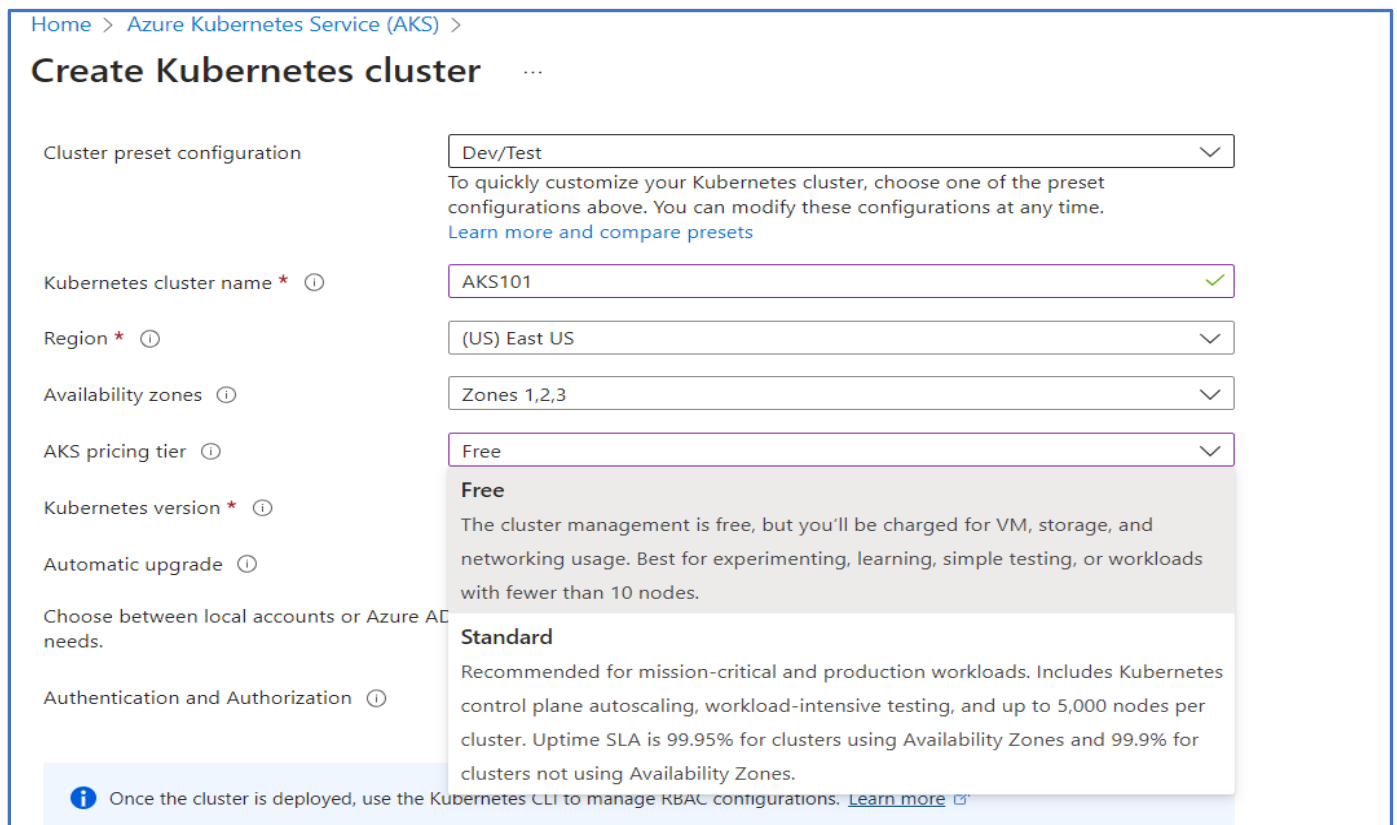 Home > Azure Kubernetes Service (AKS) >
Create Kubernetes cluster ...
Cluster preset configuration
Dev/Test
To quickly customize your Kubernetes cluster, choose one of the preset
configurations above. You can modify these configurations at any time.
Learn more and compare presets
Kubernetes cluster name *
AKS101
Region *
(US) East US
Availability zones
Zones 1,2,3
AKS pricing tier
Free
Free
The cluster management is free, but you'll be charged for VM, storage, and
networking usage. Best for experimenting, learning, simple testing, or workloads
with fewer than 10 nodes.
Standard
Recommended for mission-critical and production workloads. Includes Kubernetes
control plane autoscaling, workload-intensive testing, and up to 5,000 nodes per
cluster. Uptime SLA is 99.95% for clusters using Availability Zones and 99.9% for
clusters not using Availability Zones.
Kubernetes version *
Automatic upgrade
Choose between local accounts or Azure AD
needs.
Authentication and Authorization
Once the cluster is deployed, use the Kubernetes CLI to manage RBAC configurations. Learn more